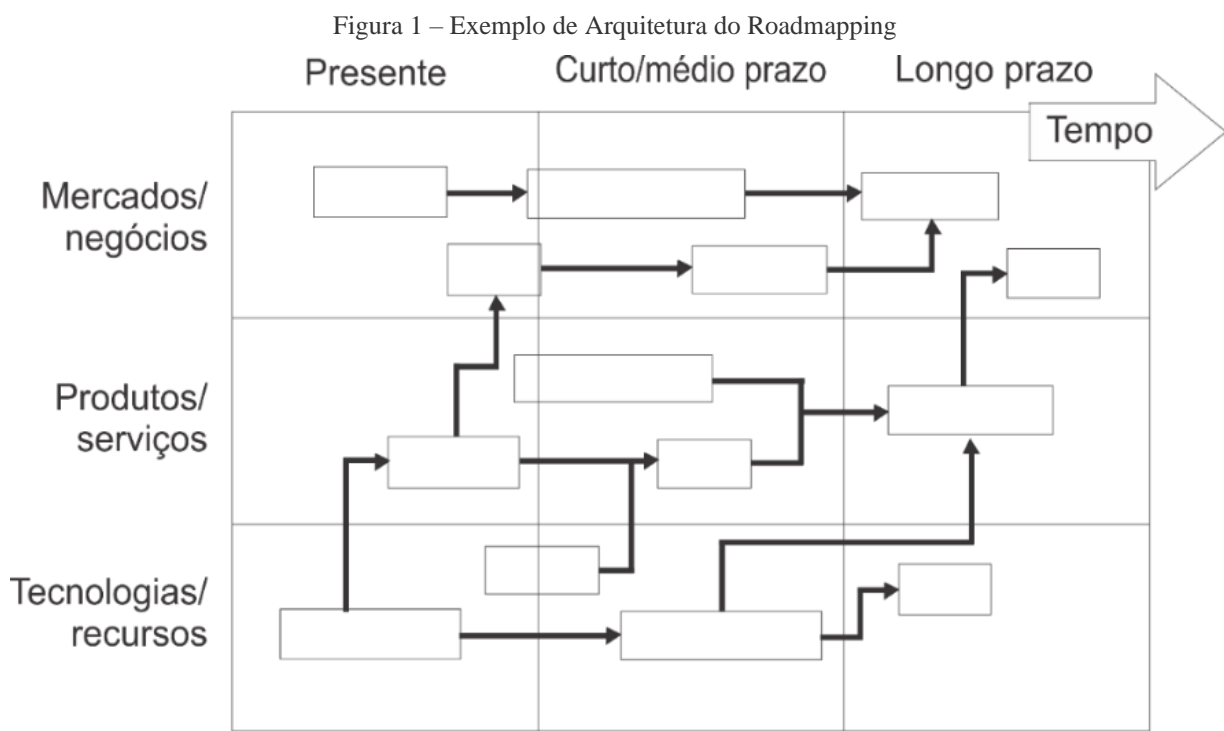 Figura 1 – Exemplo de Arquitetura do Roadmapping
Presente
Curto/médio prazo
Longo prazo
Tempo
Mercados/
negócios
Produtos/
serviços
Tecnologias/
recursos